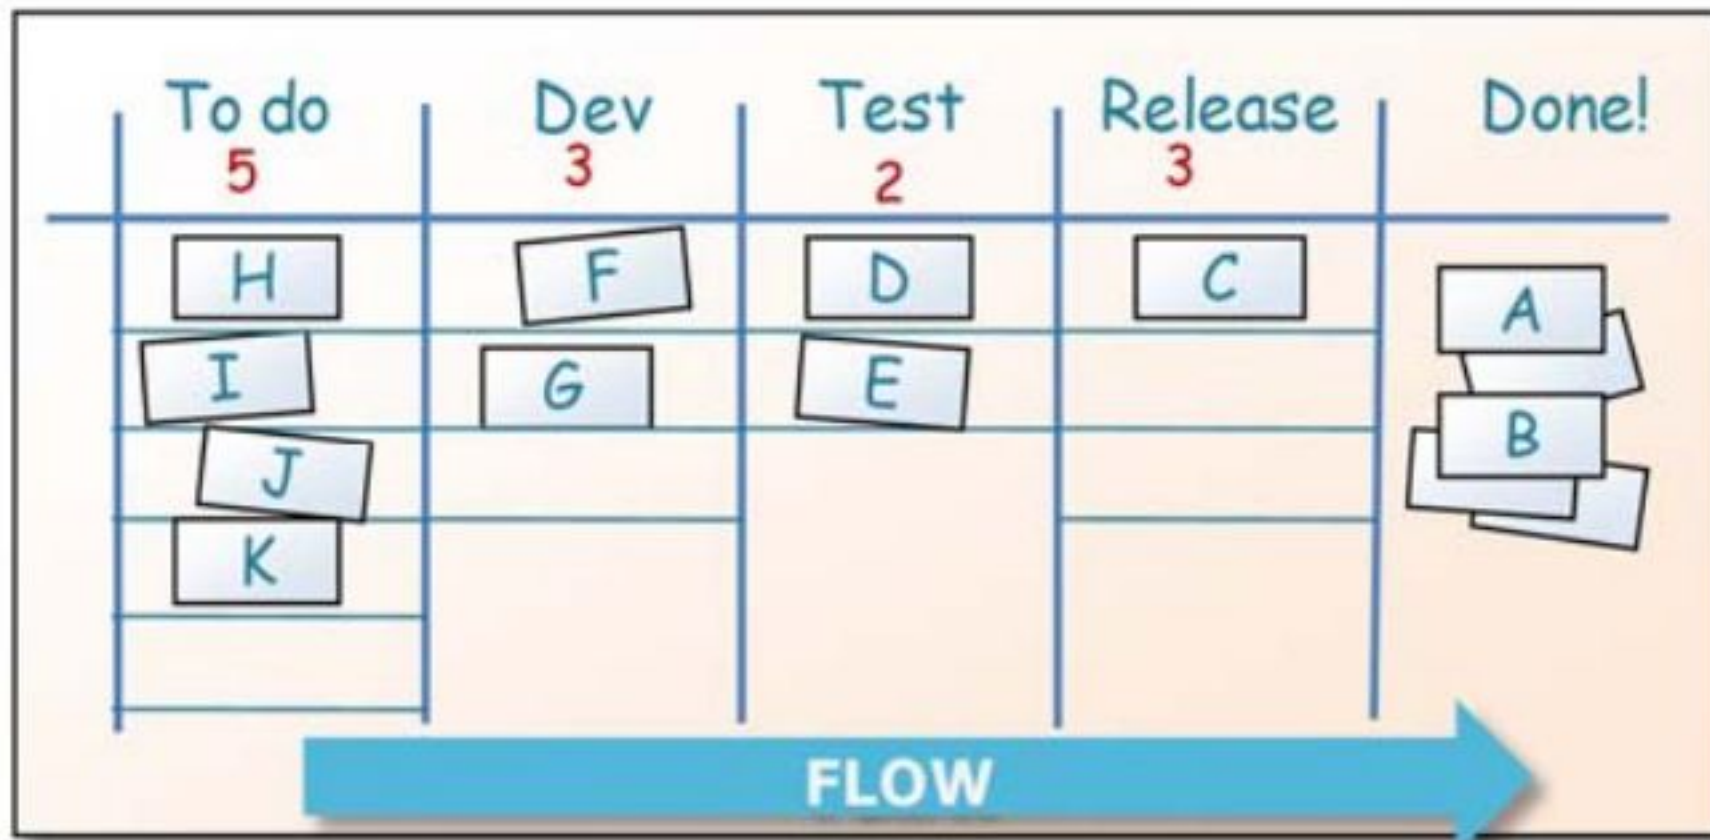 To do Dev Test Release Done!
5 3 2 3
H F D C A
I G E B
J
K
FLOW